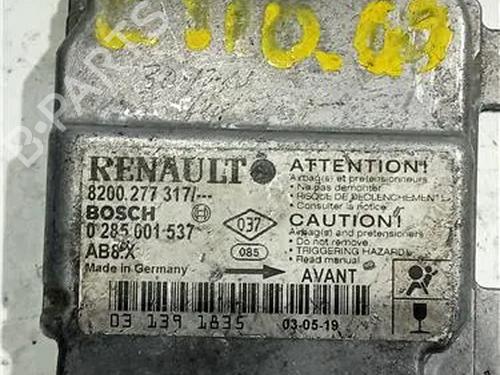 RENAULT
8200.277 317/---
BOSCH
0 285 001 537
AB8.X
Made in Germany
037
085
ATTENTION!
Airbag(s) et pretensionneurs
- Ne pas demonter
- RISQUE DE DECLENCHEMENT!
- Consulter la notice
CAUTION!
Airbag(s) and pretensioners
- Do not remove
- TRIGGERING HAZARD!
- Read manual
AVANT
03 139 1835
03-05-19
B-PARTS